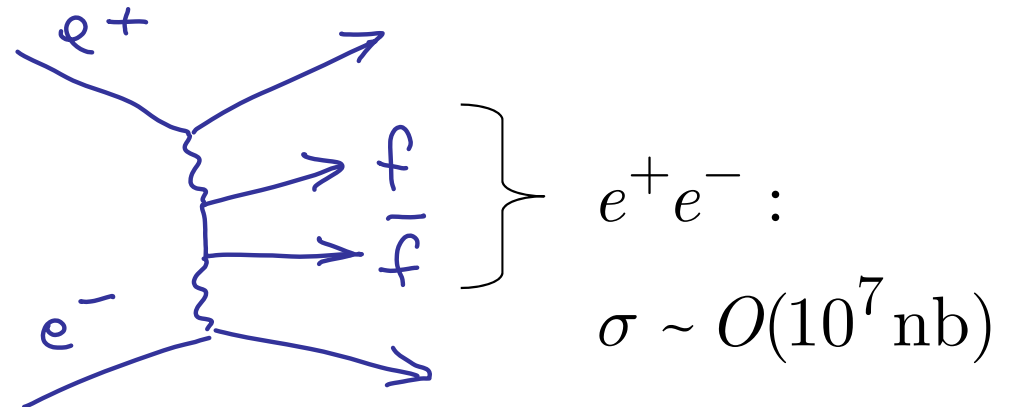 e⁺
f
f̅
e⁻
e⁺e⁻ :
σ ~ O(10⁷ nb)